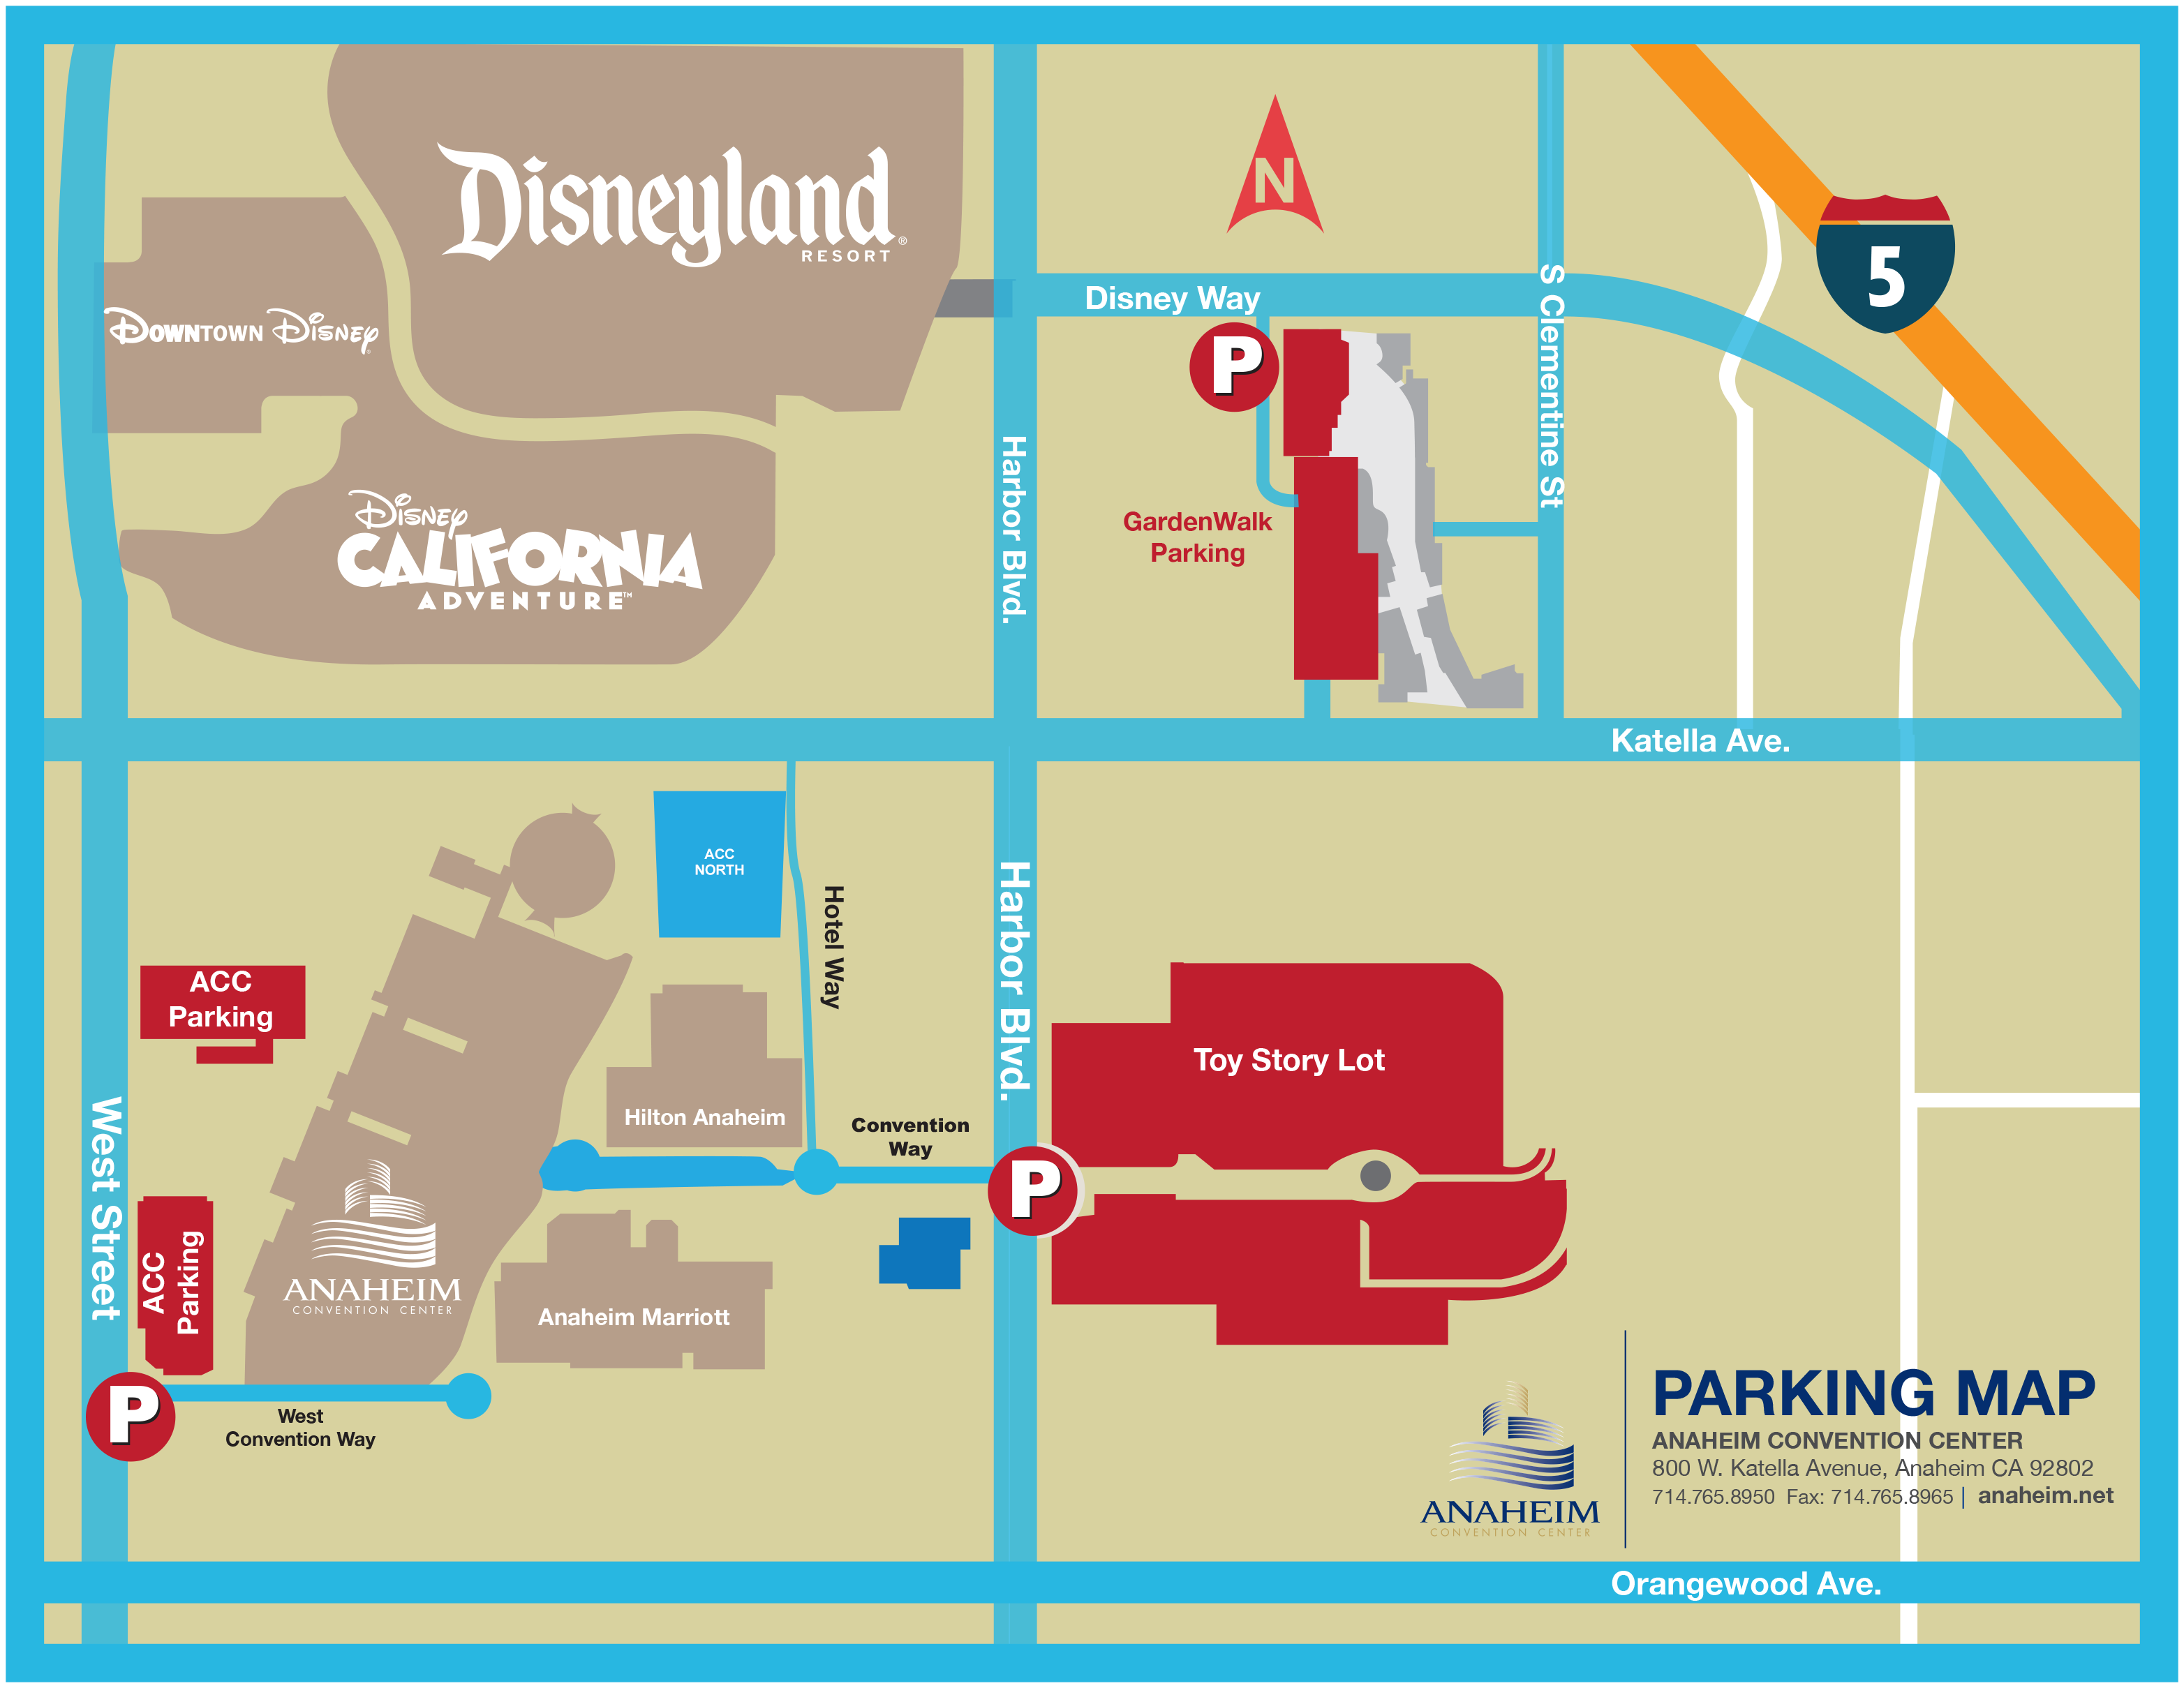 Disneyland®
RESORT
N
5
Disney Way
S Clementine St
DOWNTOWN DISNEY
P
Harbor Blvd.
GardenWalk
Parking
DISNEY
CALIFORNIA
ADVENTURE™
Katella Ave.
ACC
NORTH
Hotel Way
Harbor Blvd.
ACC
Parking
Toy Story Lot
West Street
Hilton Anaheim
Convention
Way
P
ACC
Parking
ANAHEIM
CONVENTION CENTER
Anaheim Marriott
P
West
Convention Way
ANAHEIM
CONVENTION CENTER
PARKING MAP
ANAHEIM CONVENTION CENTER
800 W. Katella Avenue, Anaheim CA 92802
714.765.8950 Fax: 714.765.8965 | anaheim.net
Orangewood Ave.